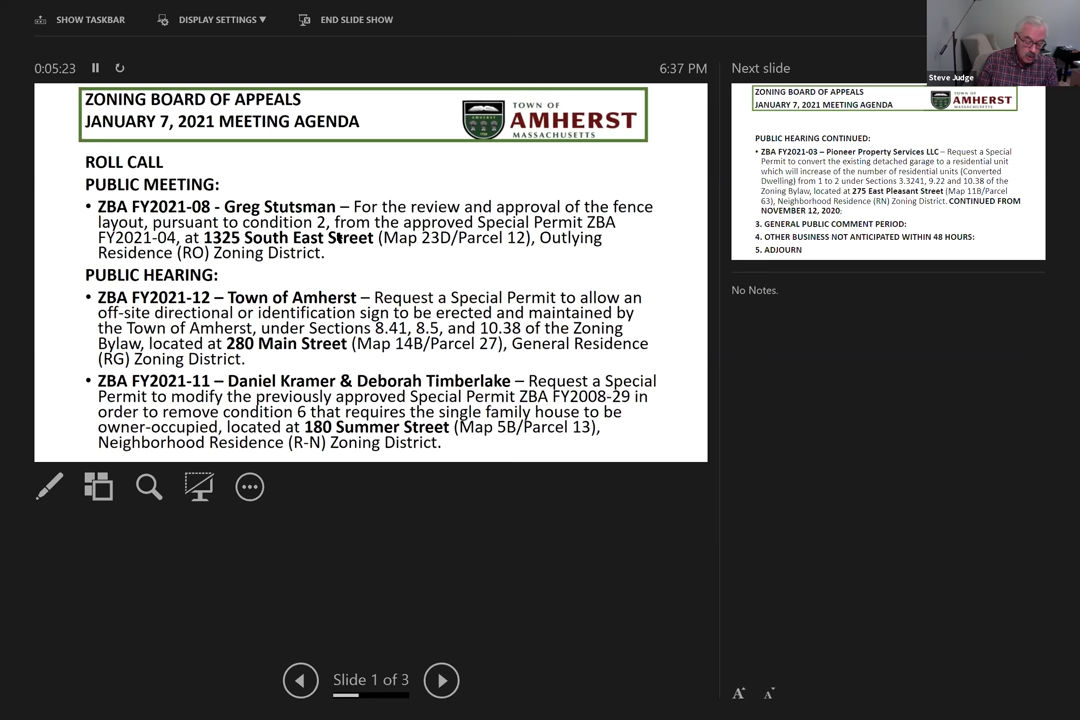 SHOW TASKBAR
DISPLAY SETTINGS ▼
END SLIDE SHOW
0:05:23
6:37 PM
Next slide
Steve Judge
ZONING BOARD OF APPEALS
JANUARY 7, 2021 MEETING AGENDA
TOWN OF
AMHERST
MASSACHUSETTS
ROLL CALL
PUBLIC MEETING:
• ZBA FY2021-08 - Greg Stutsman – For the review and approval of the fence
layout, pursuant to condition 2, from the approved Special Permit ZBA
FY2021-04, at 1325 South East Street (Map 23D/Parcel 12), Outlying
Residence (RO) Zoning District.
PUBLIC HEARING:
• ZBA FY2021-12 – Town of Amherst – Request a Special Permit to allow an
off-site directional or identification sign to be erected and maintained by
the Town of Amherst, under Sections 8.41, 8.5, and 10.38 of the Zoning
Bylaw, located at 280 Main Street (Map 14B/Parcel 27), General Residence
(RG) Zoning District.
• ZBA FY2021-11 – Daniel Kramer & Deborah Timberlake – Request a Special
Permit to modify the previously approved Special Permit ZBA FY2008-29 in
order to remove condition 6 that requires the single family house to be
owner-occupied, located at 180 Summer Street (Map 5B/Parcel 13),
Neighborhood Residence (R-N) Zoning District.
ZONING BOARD OF APPEALS
JANUARY 7, 2021 MEETING AGENDA
TOWN OF
AMHERST
MASSACHUSETTS
PUBLIC HEARING CONTINUED:
• ZBA FY2021-03 – Pioneer Property Services LLC – Request a Special
Permit to convert the existing detached garage to a residential unit
which will increase of the number of residential units (Converted
Dwelling) from 1 to 2 under Sections 3.3241, 9.22 and 10.38 of the
Zoning Bylaw, located at 275 East Pleasant Street (Map 11B/Parcel
63), Neighborhood Residence (RN) Zoning District. CONTINUED FROM
NOVEMBER 12, 2020:
3. GENERAL PUBLIC COMMENT PERIOD:
4. OTHER BUSINESS NOT ANTICIPATED WITHIN 48 HOURS:
5. ADJOURN
No Notes.
Slide 1 of 3
A A